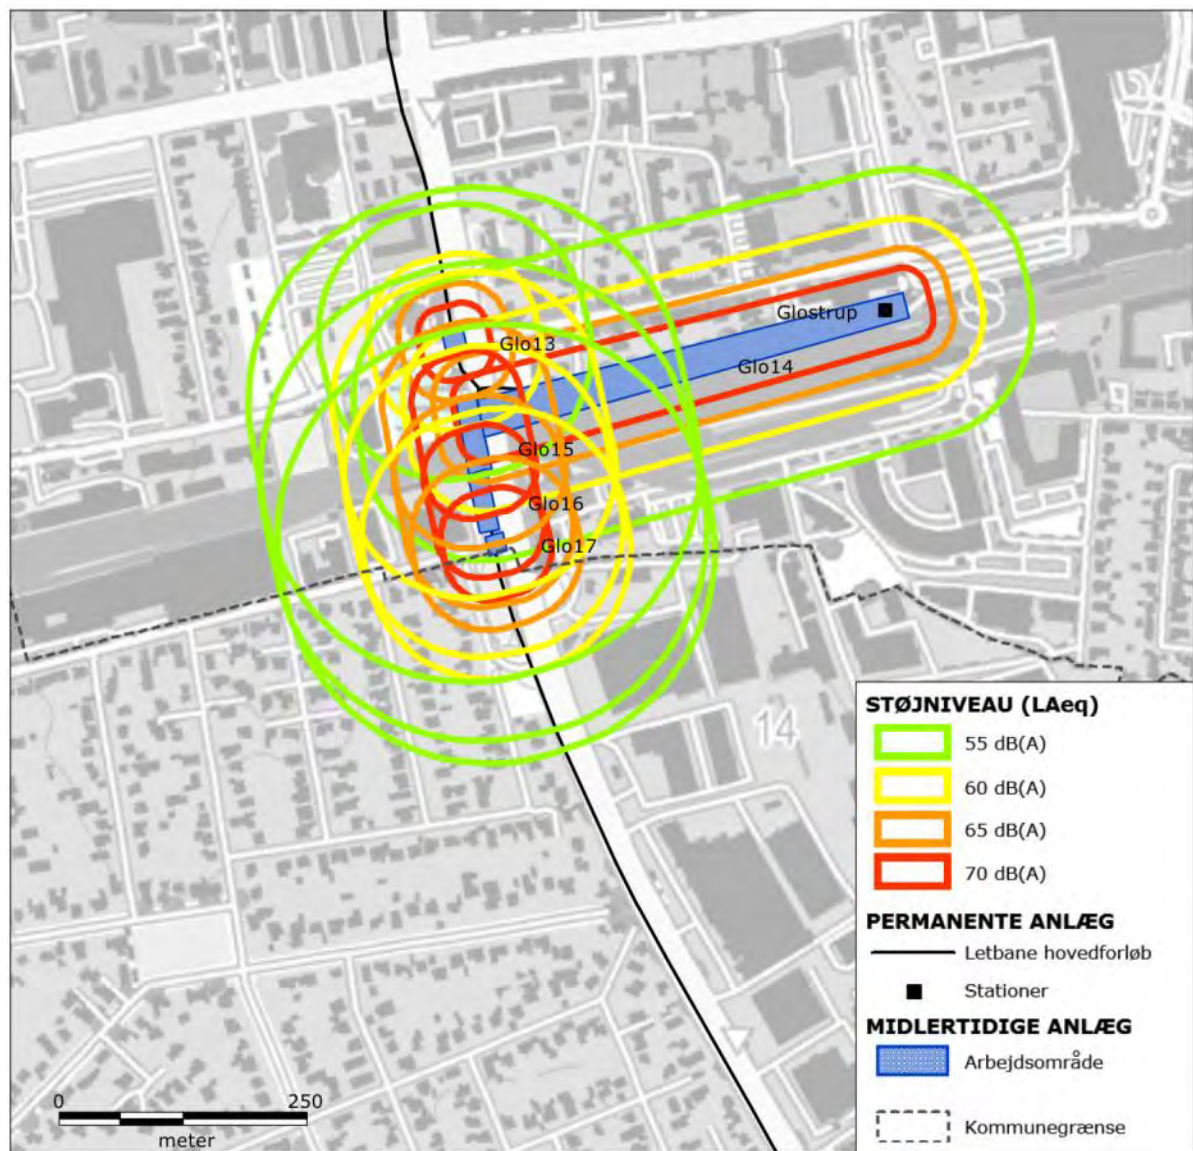 Glostrup
Glo13
Glo14
Glo15
Glo16
Glo17
14
STØJNIVEAU (LAeq)
55 dB(A)
60 dB(A)
65 dB(A)
70 dB(A)
PERMANENTE ANLÆG
Letbane hovedforløb
Stationer
MIDLERTIDIGE ANLÆG
Arbejdsområde
Kommunegrænse
0 250
meter